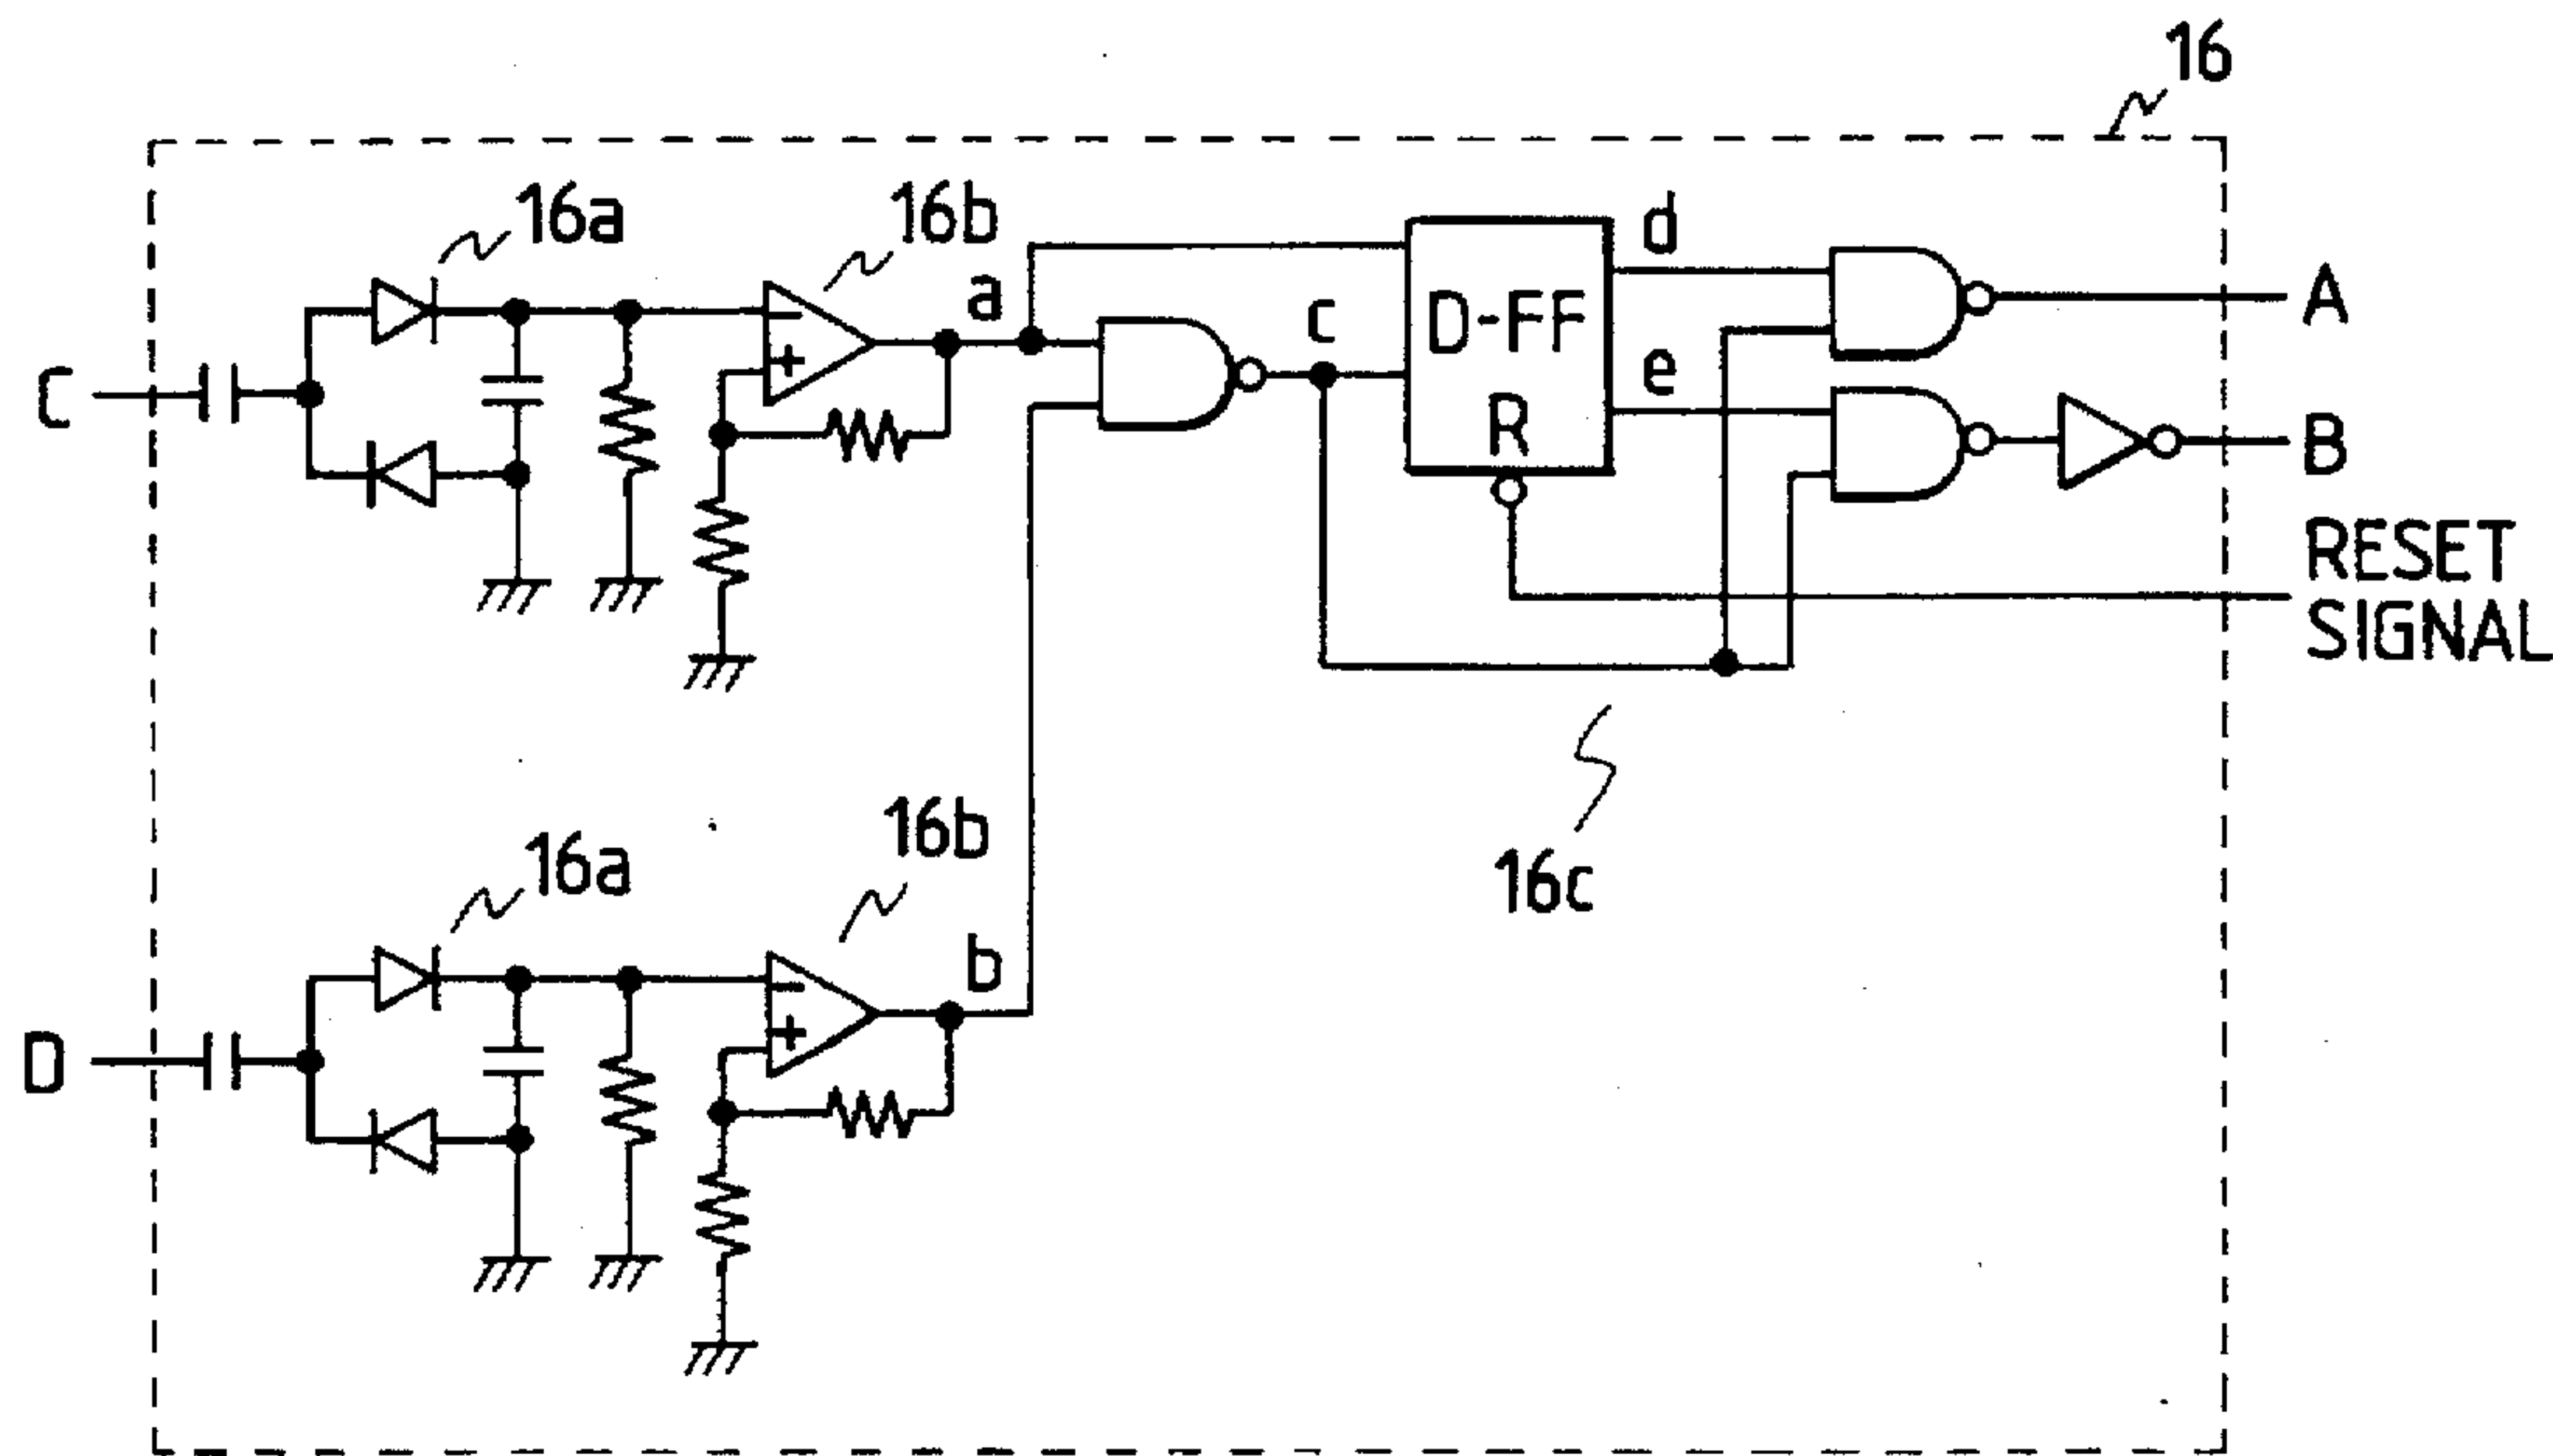 16
16a
16b
a
c
d
D-FF
e
R
A
C
B
RESET
SIGNAL
-
+
16c
16a
16b
b
D
-
+